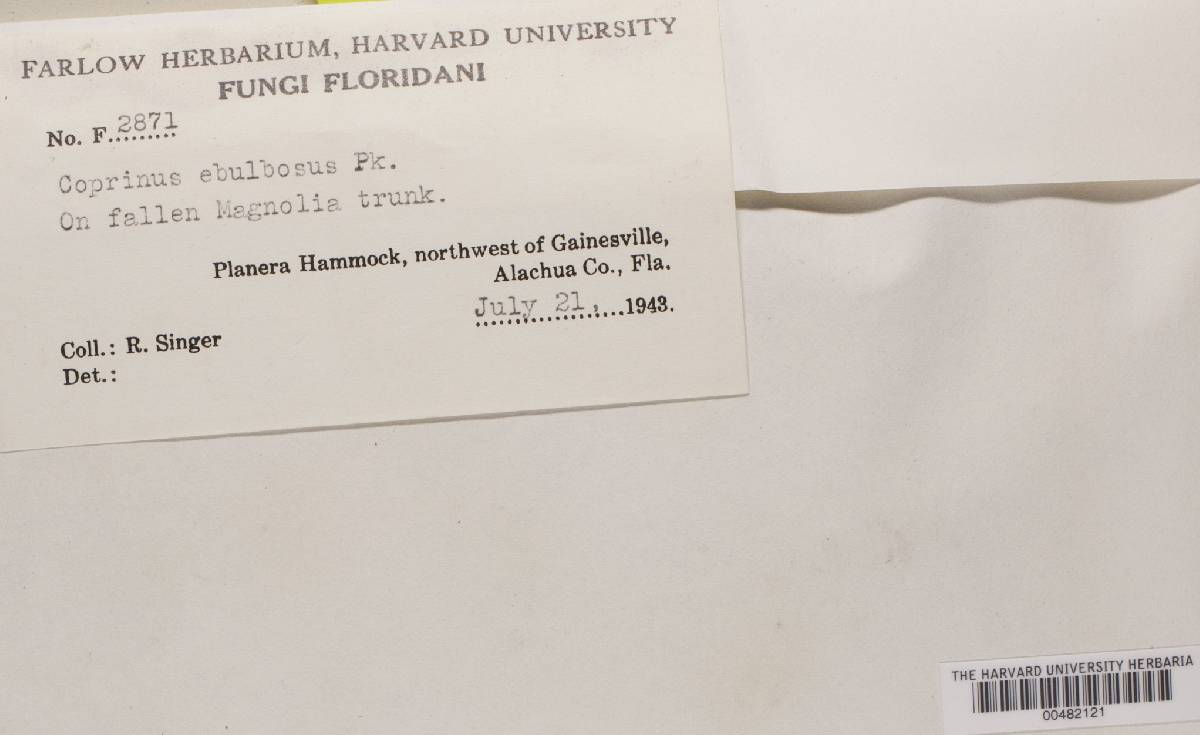 FARLOW HERBARIUM, HARVARD UNIVERSITY
FUNGI FLORIDANI
No. F. 2871
Coprinus ebulbosus Pk.
On fallen Magnolia trunk.
Planera Hammock, northwest of Gainesville,
Alachua Co., Fla.
July 21, 1943.
Coll.: R. Singer
Det.:
THE HARVARD UNIVERSITY HERBARIA
00482121